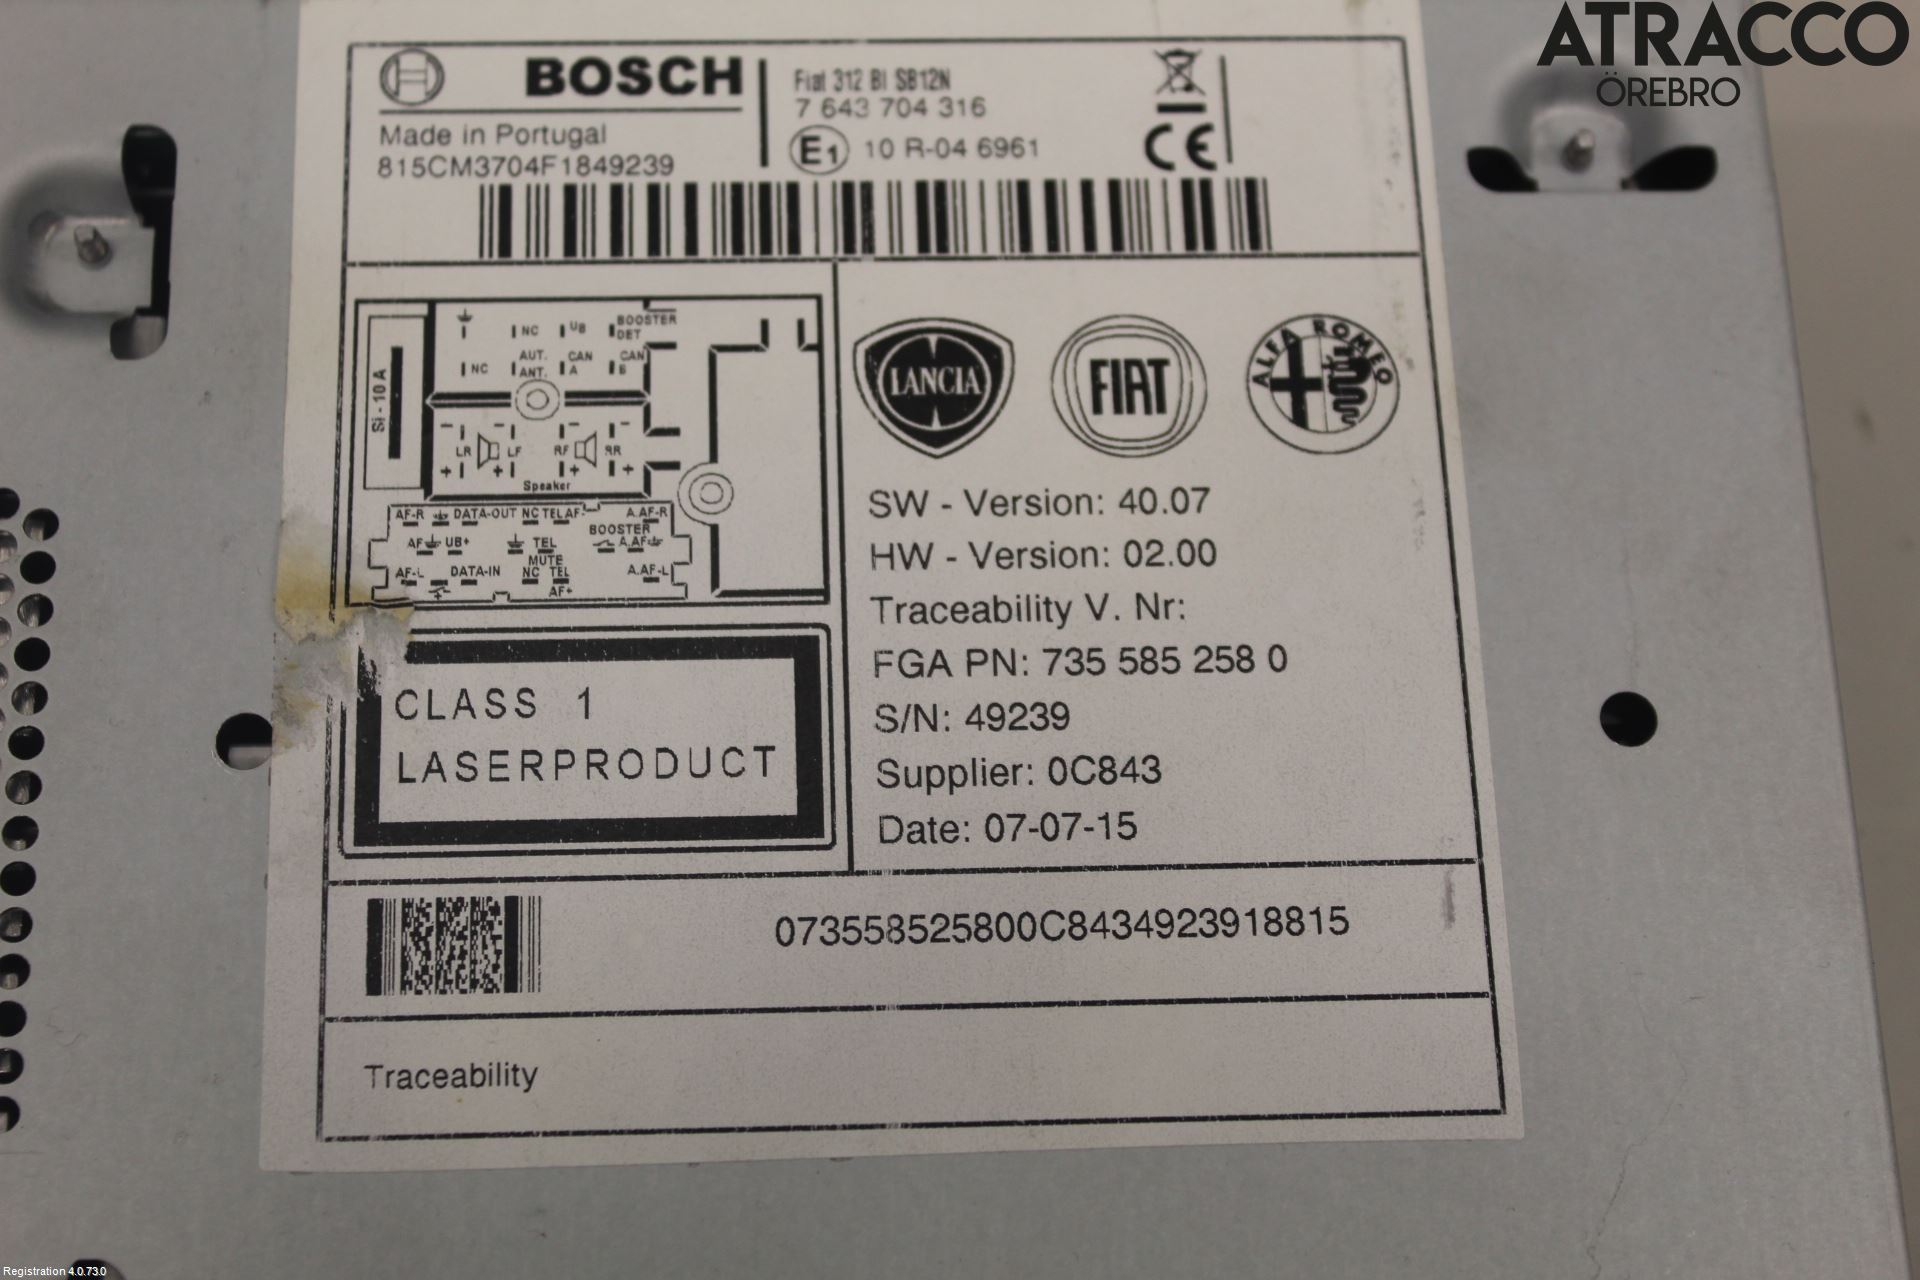 ATRACCO
ÖREBRO
BOSCH
Made in Portugal
815CM3704F1849239
Fiat 312 BI SB12N
7 643 704 316
E1 10 R-04 6961
CE
Si - 10 A
NC UB BOOSTER DET
NC AUT. ANT. CAN A CAN B
LR LF RF RR
Speaker
AF-R DATA-OUT NC TEL AF- A.AF-R
AF UB+ TEL MUTE BOOSTER A.AF
AF-L DATA-IN NC TEL AF+ A.AF-L
LANCIA
FIAT
ALFA ROMEO
SW - Version: 40.07
HW - Version: 02.00
Traceability V. Nr:
FGA PN: 735 585 258 0
S/N: 49239
Supplier: 0C843
Date: 07-07-15
CLASS 1
LASERPRODUCT
073558525800C8434923918815
Traceability
Registration 4.0.73.0